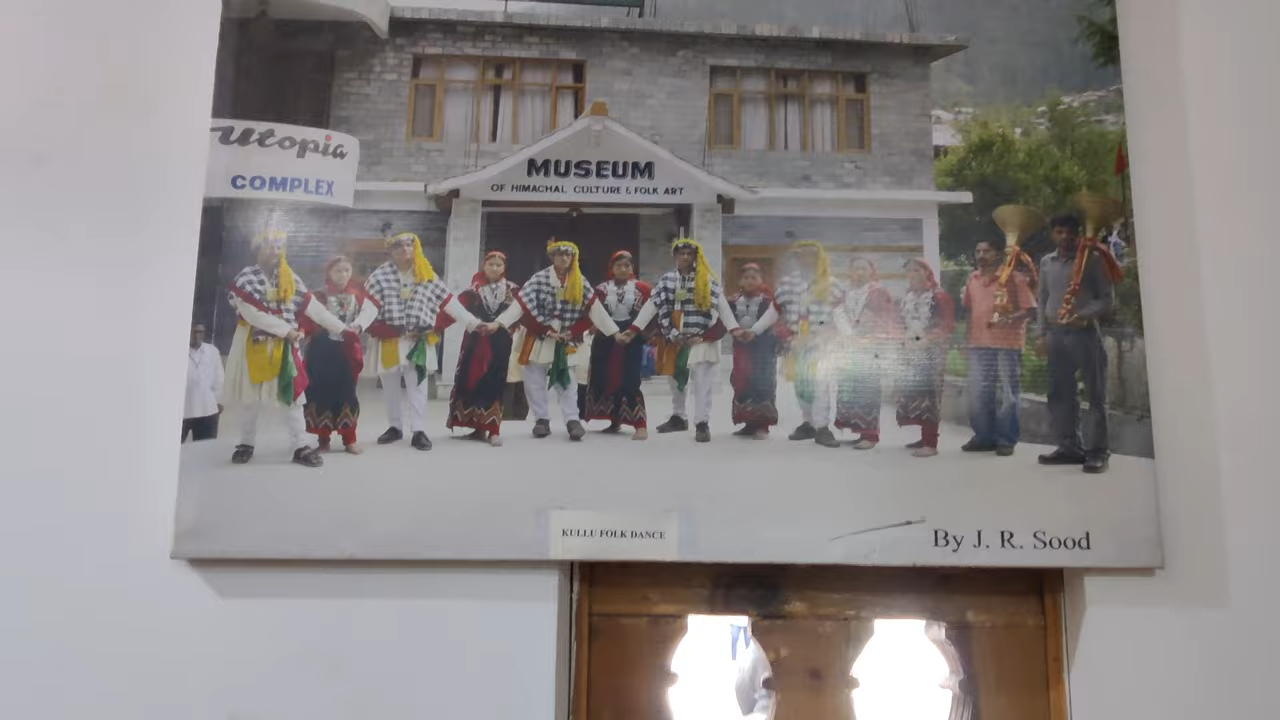 Utopia
COMPLEX
MUSEUM
OF HIMACHAL CULTURE & FOLK ART
KULLU FOLK DANCE
By J. R. Sood